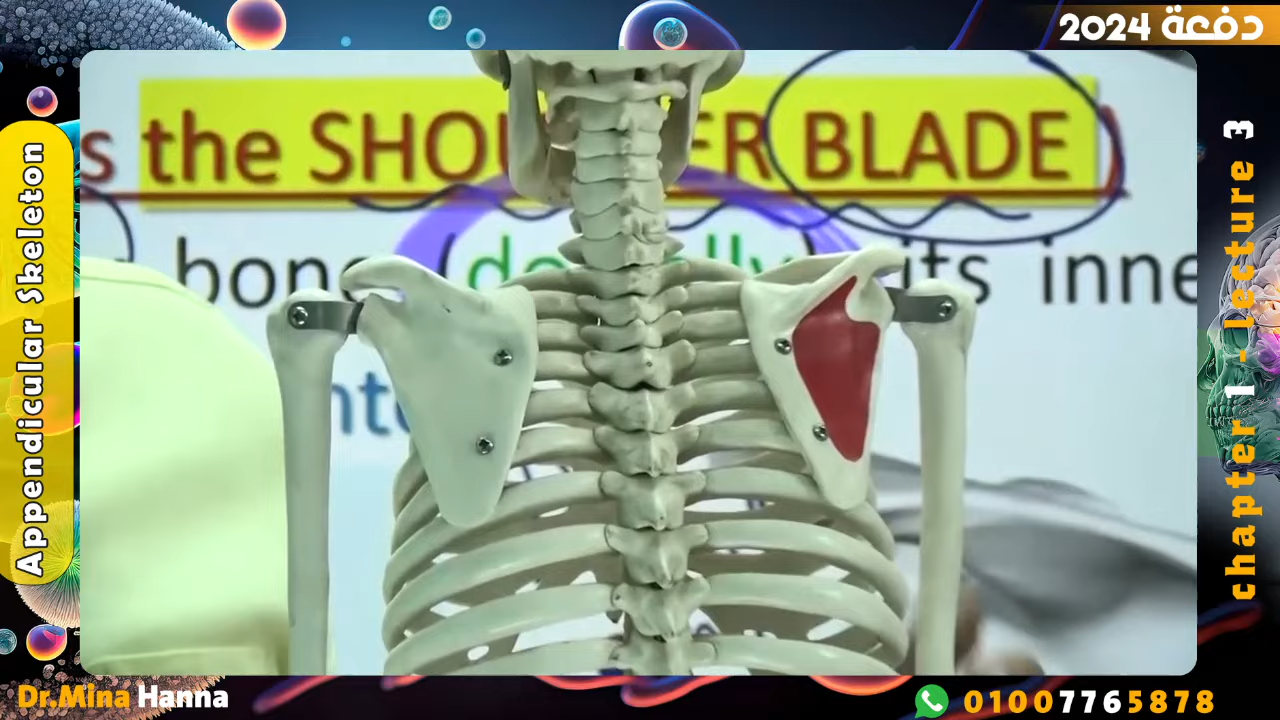 دفعة 2024
s the SHOU ER BLADE )
bone its inne
Appendicular Skeleton
chapter 1 - lecture 3
Dr.Mina Hanna
01007765878